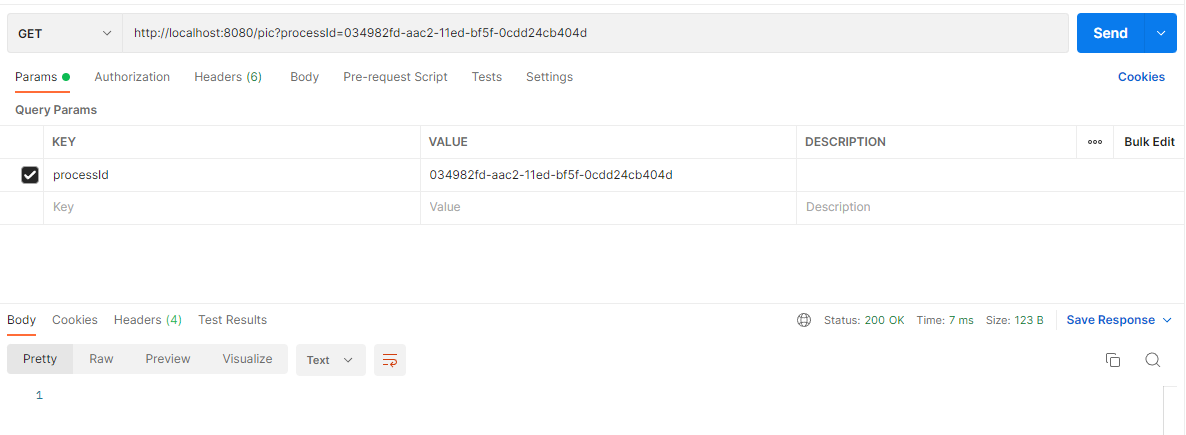 GET http://localhost:8080/pic?processId=034982fd-aac2-11ed-bf5f-0cdd24cb404d Send
Params Authorization Headers (6) Body Pre-request Script Tests Settings Cookies
Query Params
KEY VALUE DESCRIPTION Bulk Edit
processId 034982fd-aac2-11ed-bf5f-0cdd24cb404d
Key Value Description
Body Cookies Headers (4) Test Results Status: 200 OK Time: 7 ms Size: 123 B Save Response
Pretty Raw Preview Visualize Text
1